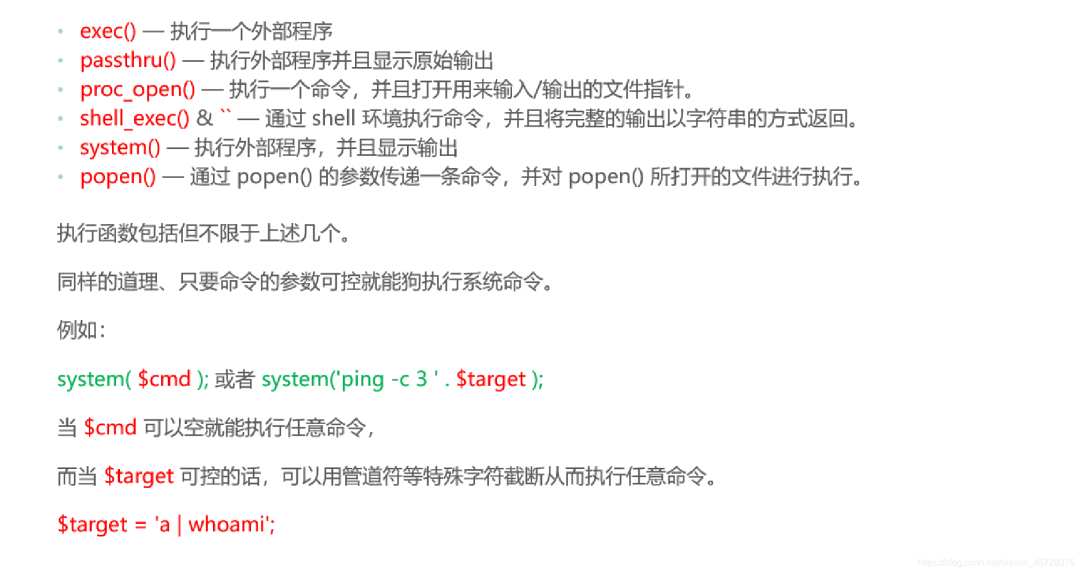 • exec() — 执行一个外部程序
• passthru() — 执行外部程序并且显示原始输出
• proc_open() — 执行一个命令，并且打开用来输入/输出的文件指针。
• shell_exec() & `` — 通过 shell 环境执行命令，并且将完整的输出以字符串的方式返回。
• system() — 执行外部程序，并且显示输出
• popen() — 通过 popen() 的参数传递一条命令，并对 popen() 所打开的文件进行执行。
执行函数包括但不限于上述几个。
同样的道理、只要命令的参数可控就能狗执行系统命令。
例如：
system( $cmd ); 或者 system('ping -c 3 ' . $target );
当 $cmd 可以空就能执行任意命令，
而当 $target 可控的话，可以用管道符等特殊字符截断从而执行任意命令。
$target = 'a | whoami';